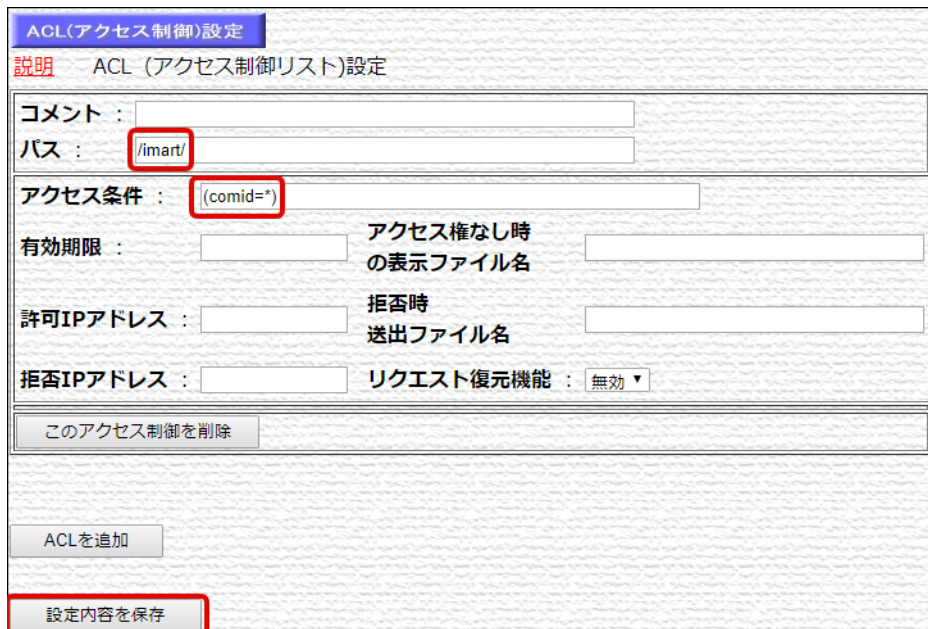 ACL(アクセス制御)設定
説明 ACL (アクセス制御リスト)設定
コメント :
パス : /imart/
アクセス条件 : (comid=*)
有効期限 : アクセス権なし時
の表示ファイル名
許可IPアドレス : 拒否時
送出ファイル名
拒否IPアドレス : リクエスト復元機能 : 無効▼
このアクセス制御を削除
ACLを追加
設定内容を保存